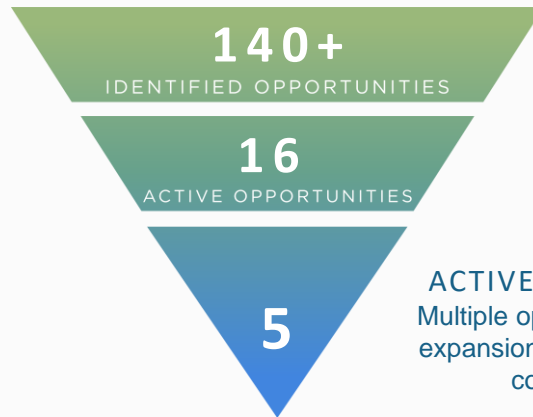 140+
IDENTIFIED OPPORTUNITIES
16
ACTIVE OPPORTUNITIES
5
ACTIVE
Multiple
expansion